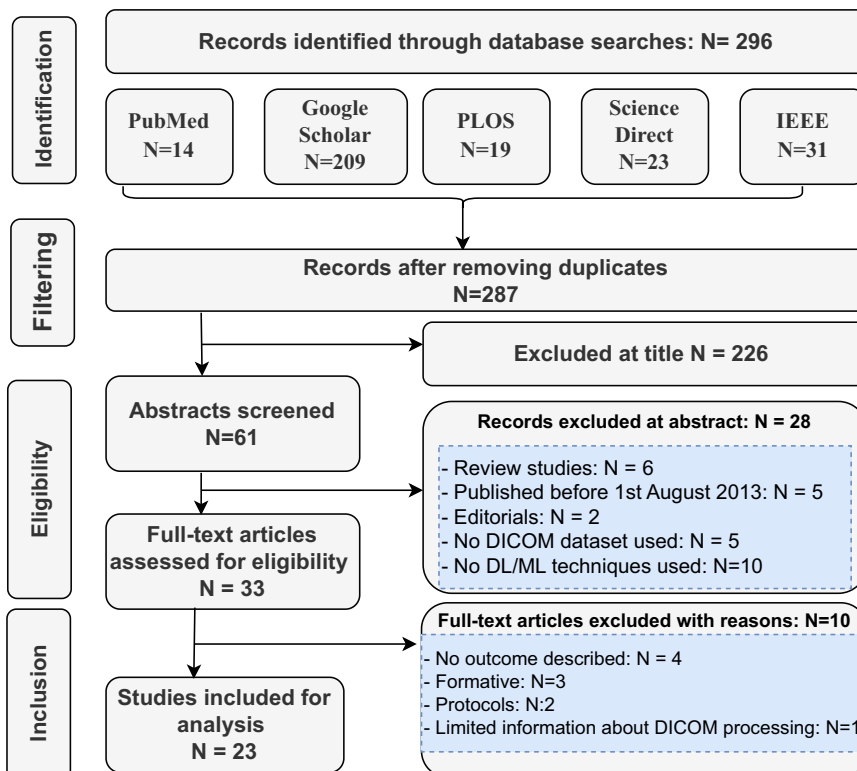 Identification
Records identified through database searches: N= 296
PubMed
N=14
Google
Scholar
N=209
PLOS
N=19
Science
Direct
N=23
IEEE
N=31
Filtering
Records after removing duplicates
N=287
Excluded at title N = 226
Eligibility
Abstracts screened
N=61
Records excluded at abstract: N = 28
- Review studies: N = 6
- Published before 1st August 2013: N = 5
- Editorials: N = 2
- No DICOM dataset used: N = 5
- No DL/ML techniques used: N=10
Full-text articles
assessed for eligibility
N = 33
Inclusion
Full-text articles excluded with reasons: N=10
- No outcome described: N = 4
- Formative: N=3
- Protocols: N:2
- Limited information about DICOM processing: N=1
Studies included for
analysis
N = 23